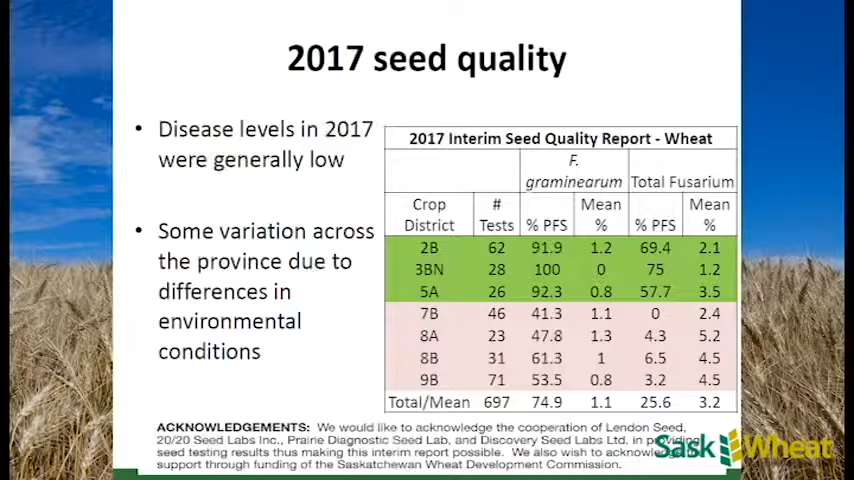 2017 seed quality
• Disease levels in 2017
were generally low
• Some variation across
the province due to
differences in
environmental
conditions
2017 Interim Seed Quality Report - Wheat
F.
graminearum Total Fusarium
Crop District # Tests % PFS Mean % % PFS Mean %
2B 62 91.9 1.2 69.4 2.1
3BN 28 100 0 75 1.2
5A 26 92.3 0.8 57.7 3.5
7B 46 41.3 1.1 0 2.4
8A 23 47.8 1.3 4.3 5.2
8B 31 61.3 1 6.5 4.5
9B 71 53.5 0.8 3.2 4.5
Total/Mean 697 74.9 1.1 25.6 3.2
ACKNOWLEDGEMENTS: We would like to acknowledge the cooperation of Lendon Seed,
20/20 Seed Labs Inc., Prairie Diagnostic Seed Lab, and Discovery Seed Labs Ltd. in providing
seed testing results thus making this interim report possible. We also wish to acknowledge
support through funding of the Saskatchewan Wheat Development Commission.
Sask Wheat